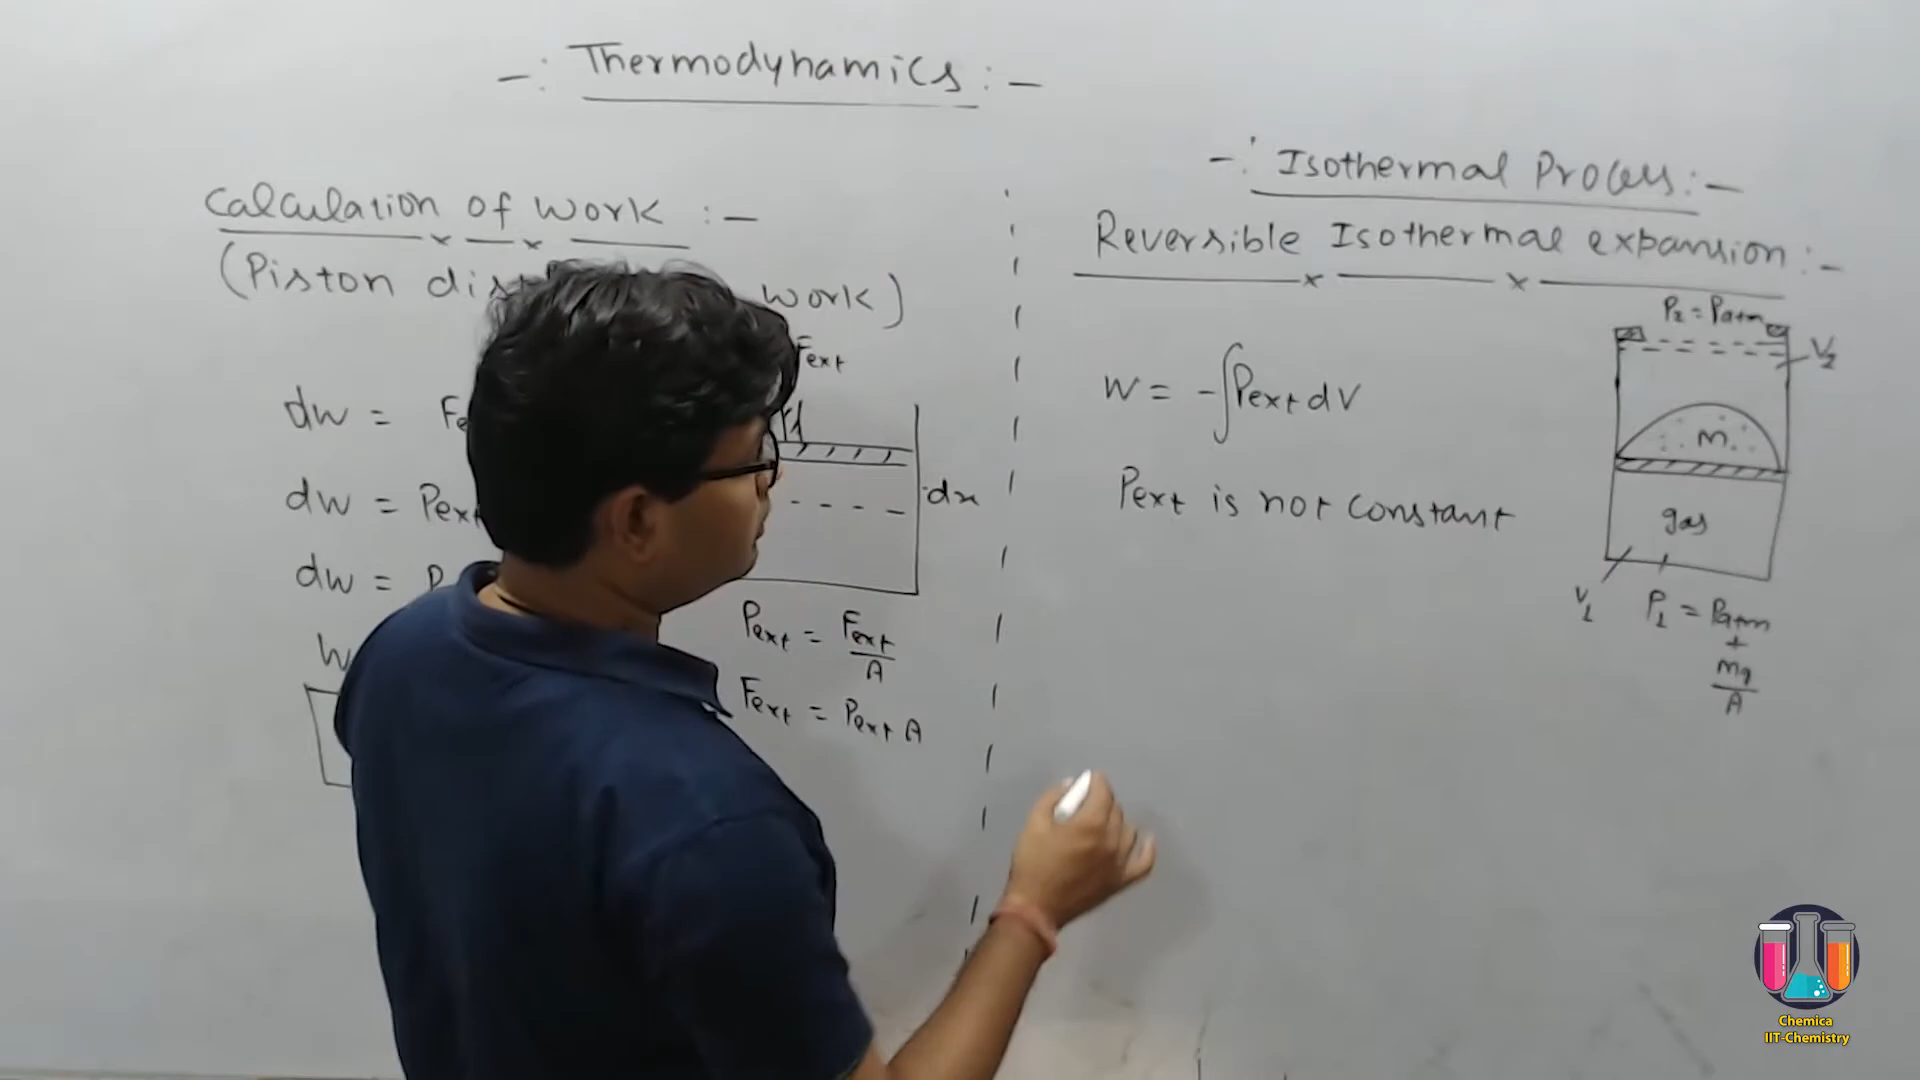 -: Thermodynamics :-
Calculation of work :-
(Piston work)
Fext
dw =
dx
dw = Pext
dw = P
W
Pext = Fext/A
Fext = Pext A
-: Isothermal Process :-
Reversible Isothermal expansion :-
P2 = Patm
V2
W = -∫Pext dV
m
Pext is not constant
gas
V1
P1 = Patm
+
mg/A
Chemica
IIT-Chemistry